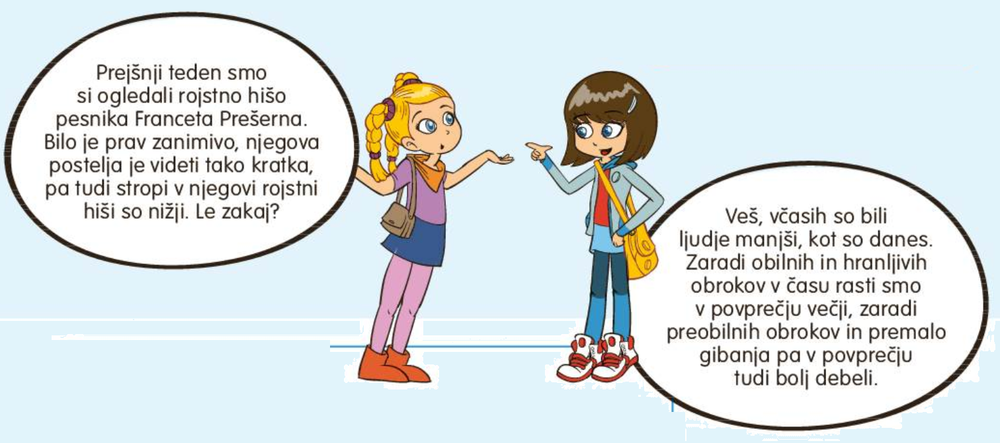 Prejšnji teden smo
si ogledali rojstno hišo
pesnika Franceta Prešerna.
Bilo je prav zanimivo, njegova
postelja je videti tako kratka,
pa tudi stropi v njegovi rojstni
hiši so nižji. Le zakaj?
Veš, včasih so bili
ljudje manjši, kot so danes.
Zaradi obilnih in hranljivih
obrokov v času rasti smo
v povprečju večji, zaradi
preobilnih obrokov in premalo
gibanja pa v povprečju
tudi bolj debeli.